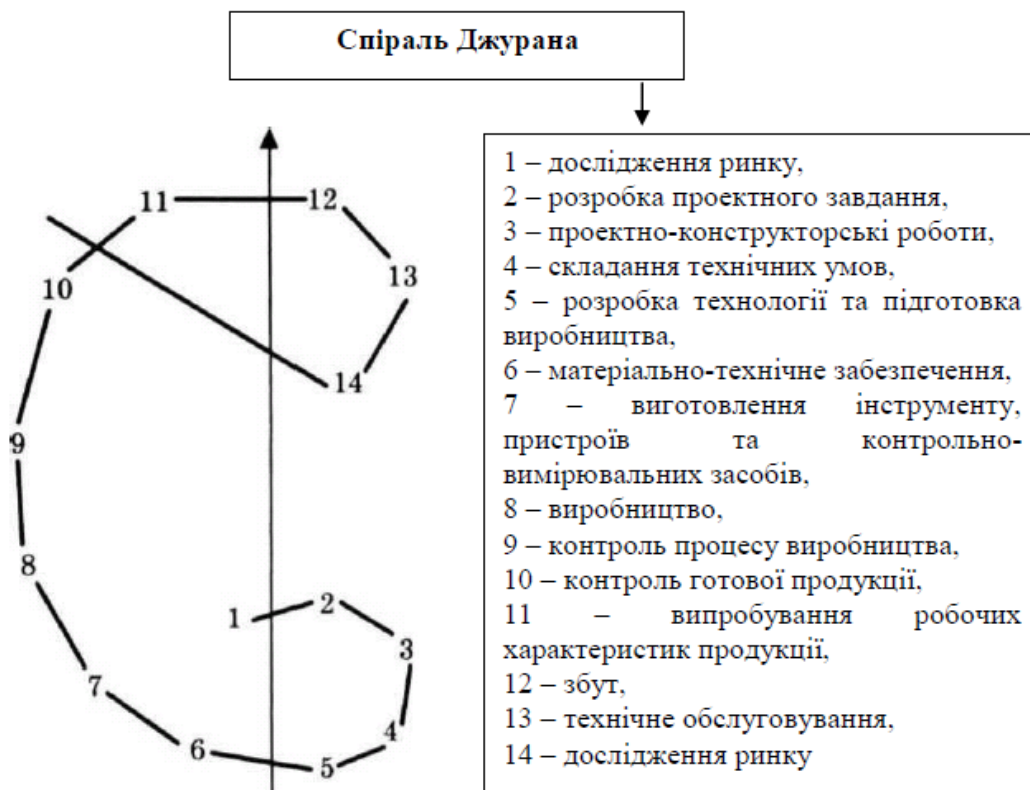 Спіраль Джурана
11
12
10
13
14
9
8
1
2
3
7
4
6
5
1 – дослідження ринку,
2 – розробка проектного завдання,
3 – проектно-конструкторські роботи,
4 – складання технічних умов,
5 – розробка технології та підготовка
виробництва,
6 – матеріально-технічне забезпечення,
7 – виготовлення інструменту,
пристроїв та контрольно-
вимірювальних засобів,
8 – виробництво,
9 – контроль процесу виробництва,
10 – контроль готової продукції,
11 – випробування робочих
характеристик продукції,
12 – збут,
13 – технічне обслуговування,
14 – дослідження ринку